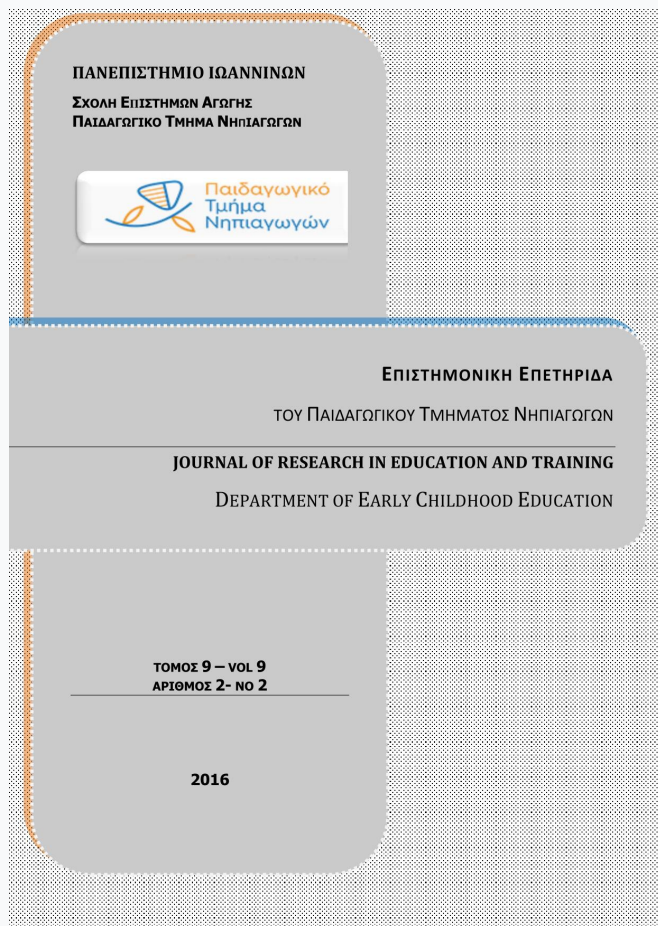 ΠΑΝΕΠΙΣΤΗΜΙΟ ΙΩΑΝΝΙΝΩΝ
ΣΧΟΛΗ ΕΠΙΣΤΗΜΩΝ ΑΓΩΓΗΣ
ΠΑΙΔΑΓΩΓΙΚΟ ΤΜΗΜΑ ΝΗΠΙΑΓΩΓΩΝ
Παιδαγωγικό
Τμήμα
Νηπιαγωγών
ΕΠΙΣΤΗΜΟΝΙΚΗ ΕΠΕΤΗΡΙΔΑ
ΤΟΥ ΠΑΙΔΑΓΩΓΙΚΟΥ ΤΜΗΜΑΤΟΣ ΝΗΠΙΑΓΩΓΩΝ
JOURNAL OF RESEARCH IN EDUCATION AND TRAINING
DEPARTMENT OF EARLY CHILDHOOD EDUCATION
ΤΟΜΟΣ 9 – VOL 9
ΑΡΙΘΜΟΣ 2- NO 2
2016